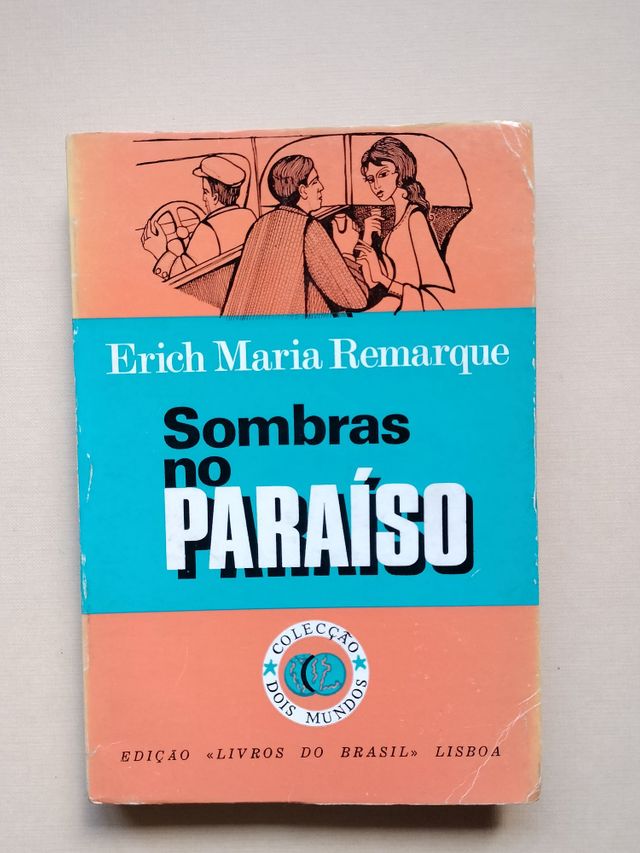 Erich Maria Remarque
Sombras
no
PARAÍSO
COLECÇÃO
DOIS MUNDOS
EDIÇÃO «LIVROS DO BRASIL» LISBOA